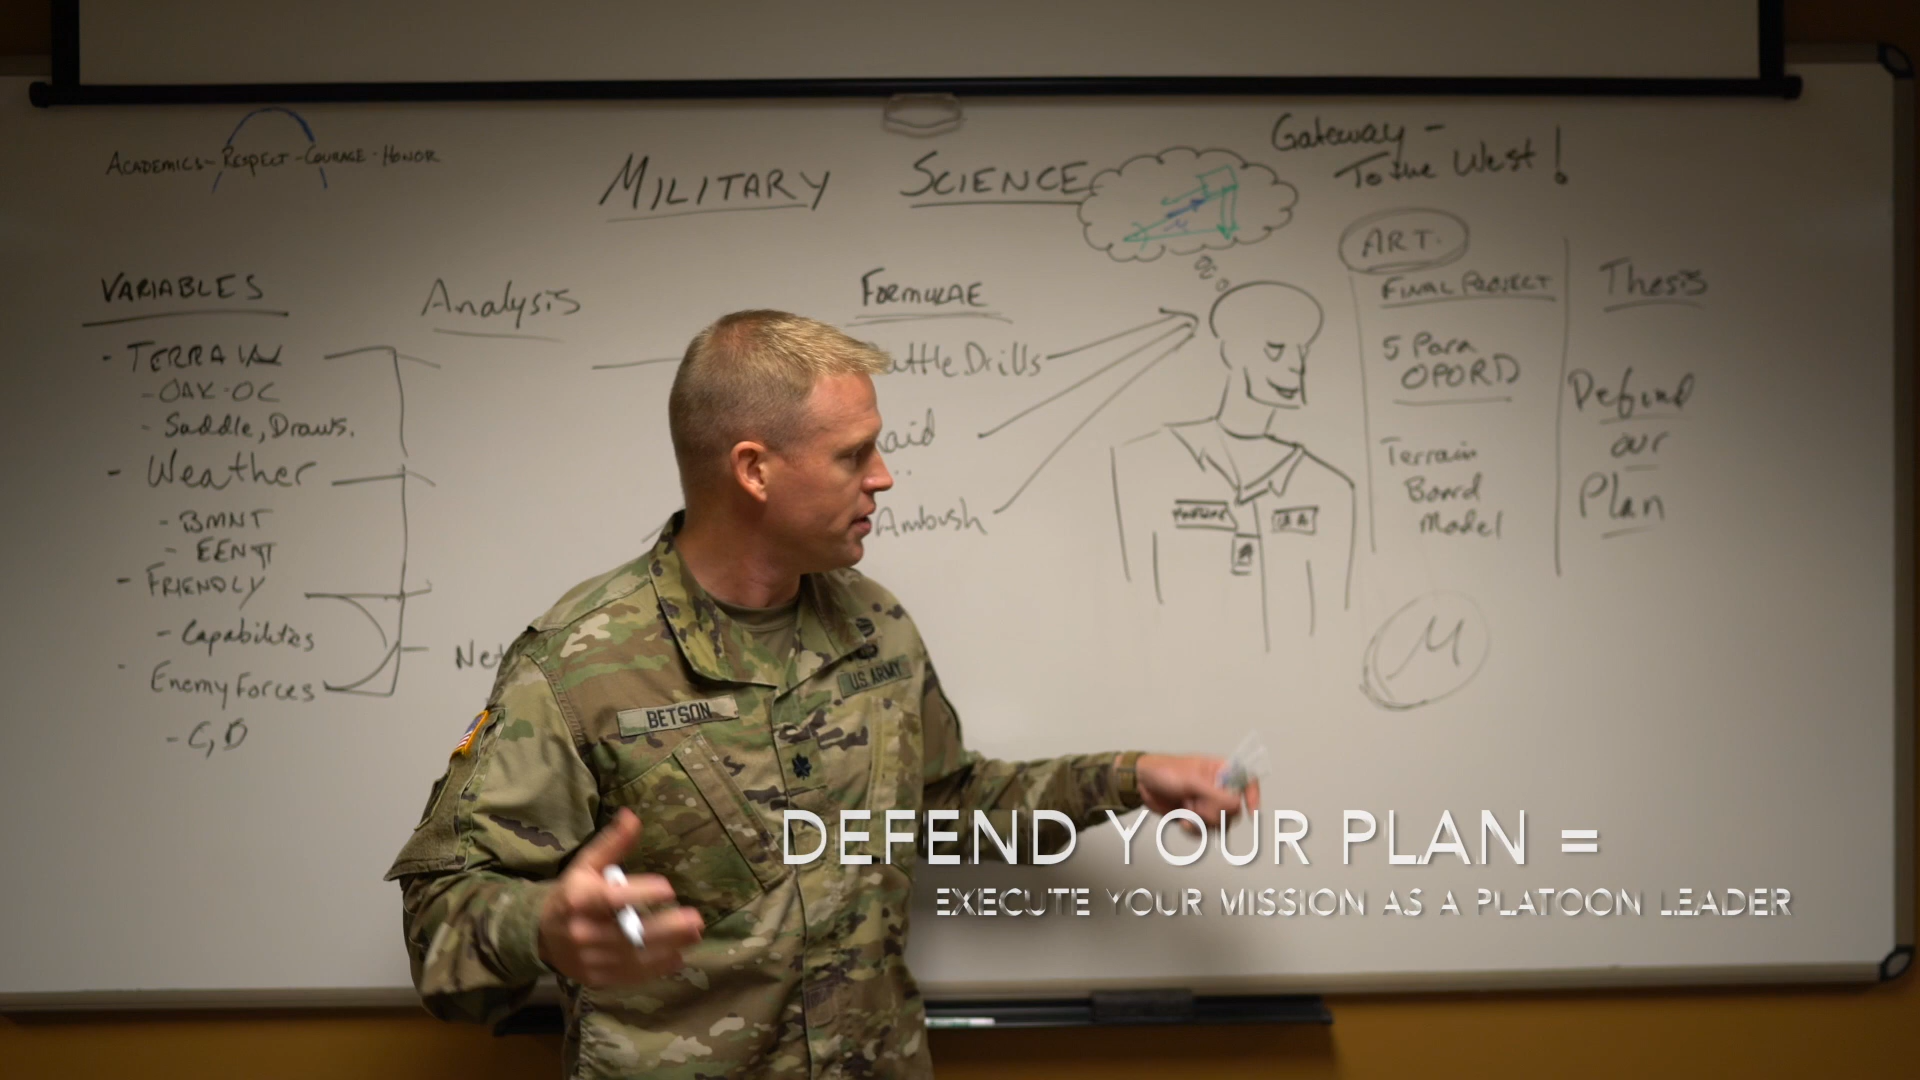 ACADEMICS - RESPECT - COURAGE - HONOR
MILITARY SCIENCE
Gateway -
To the West!
VARIABLES
- TERRAIN
- OAK-OC
- Saddle, Draws.
- Weather
- BMNT
- EENT
- FRIENDLY
- Capabilities
- Enemy Forces
- C, D
Analysis
Net
FORMULAE
attle Drills
aid
Ambush
ART.
FINAL PROJECT
5 Para
OPORD
Terrain
Board
Model
M
Thesis
Defend
our
Plan
BETSON
U.S. ARMY
DEFEND YOUR PLAN =
EXECUTE YOUR MISSION AS A PLATOON LEADER